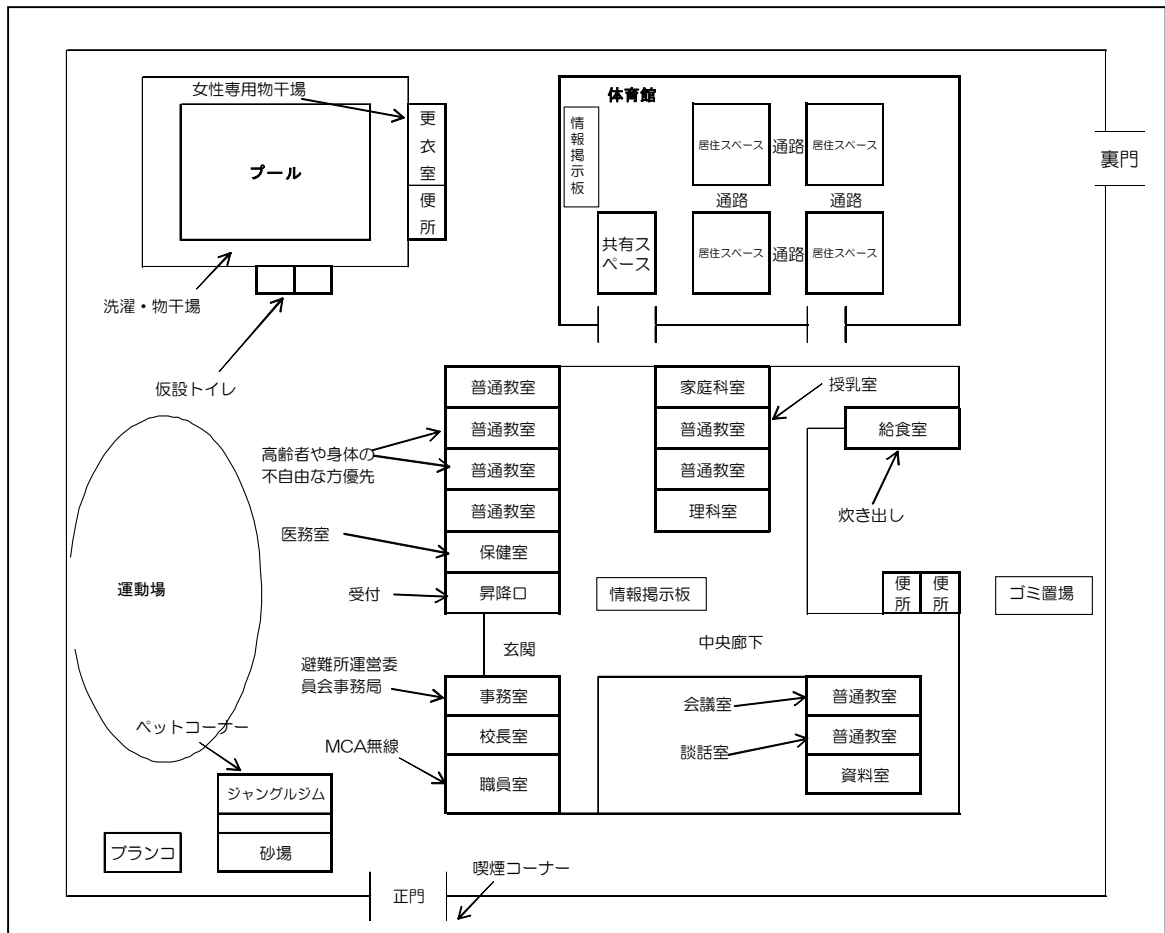 女性専用物干場
プール
更衣室
便所
洗濯・物干場
仮設トイレ
体育館
情報掲示板
居住スペース
通路
居住スペース
通路
通路
共有ス
ペース
居住スペース
通路
居住スペース
裏門
普通教室
普通教室
普通教室
普通教室
保健室
昇降口
高齢者や身体の
不自由な方優先
医務室
受付
家庭科室
普通教室
普通教室
理科室
授乳室
給食室
炊き出し
運動場
情報掲示板
便所
便所
ゴミ置場
玄関
中央廊下
避難所運営委
員会事務局
事務室
校長室
職員室
MCA無線
会議室
談話室
普通教室
普通教室
資料室
ペットコーナー
ジャングルジム
砂場
ブランコ
正門
喫煙コーナー